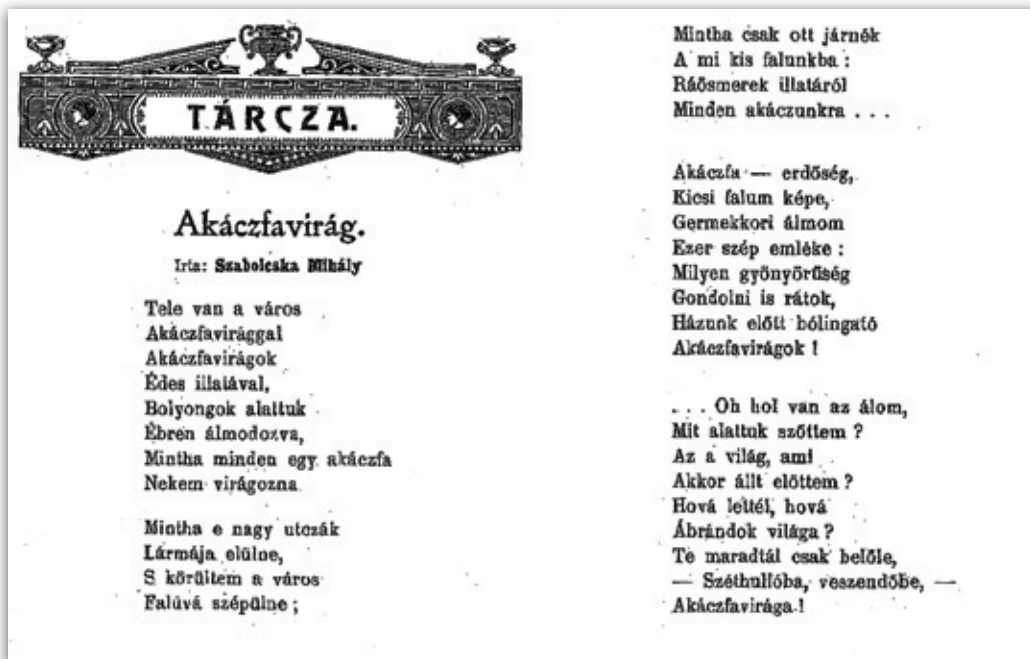 TÁRCZA.
Akáczfavirág.
Irta: Szabolcska Mihály
Tele van a város
Akáczfavirággal
Akáczfavirágok
Édes illatával,
Bolyongok alattuk
Ébren álmodozva,
Mintha minden egy akáczfa
Nekem virágozna
Mintha e nagy utczák
Lármája elülne,
S körültem a város
Falúvá szépülne ;
Mintha csak ott járnék
A mi kis falunkba :
Ráösmerek illatáról
Minden akáczunkra . . .
Akáczfa — erdőség,
Kicsi falum képe,
Germekkori álmom
Ezer szép emléke :
Milyen gyönyörűség
Gondolni is rátok,
Házunk előtt bólingató
Akáczfavirágok !
. . . Oh hol van az álom,
Mit alattuk szőttem ?
Az a világ, ami
Akkor állt előttem ?
Hová lettél, hová
Ábrándok világa ?
Te maradtál csak belőle,
— Széthullóba, veszendőbe, —
Akáczfavirága !